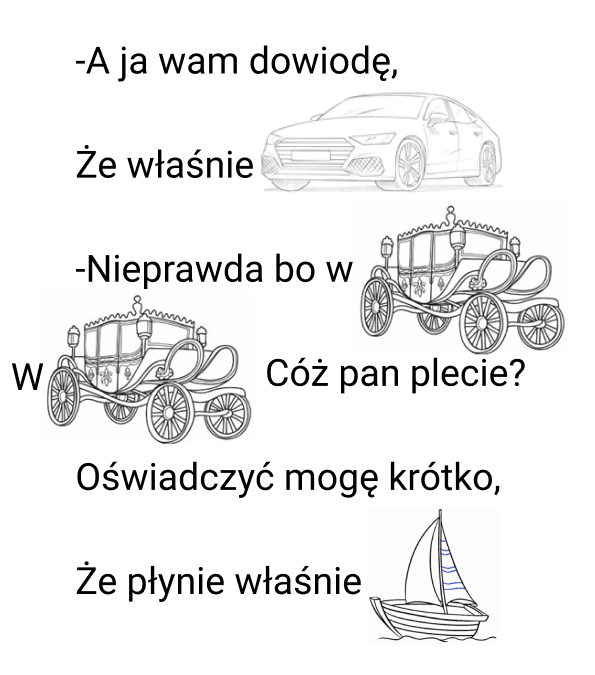 -A ja wam dowiodę,
Że właśnie
-Nieprawda bo w
W Cóż pan plecie?
Oświadczyć mogę krótko,
Że płynie właśnie